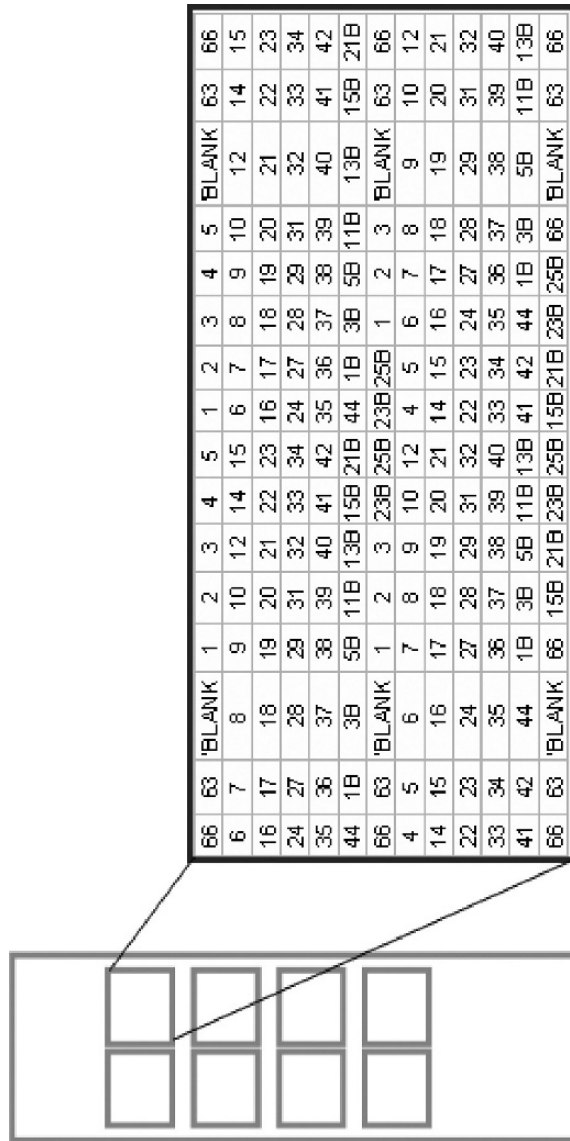 66 63 'BLANK 1 2 3 4 5 1 2 3 4 5 'BLANK 63 66
6 7 8 9 10 12 14 15 6 7 8 9 10 12 14 15
16 17 18 19 20 21 22 23 16 17 18 19 20 21 22 23
24 27 28 29 31 32 33 34 24 27 28 29 31 32 33 34
35 36 37 38 39 40 41 42 35 36 37 38 39 40 41 42
44 1B 3B 5B 11B 13B 15B 21B 44 1B 3B 5B 11B 13B 15B 21B
66 63 'BLANK 1 2 3 23B 25B 23B 25B 1 2 3 'BLANK 63 66
4 5 6 7 8 9 10 12 4 5 6 7 8 9 10 12
14 15 16 17 18 19 20 21 14 15 16 17 18 19 20 21
22 23 24 27 28 29 31 32 22 23 24 27 28 29 31 32
33 34 35 36 37 38 39 40 33 34 35 36 37 38 39 40
41 42 44 1B 3B 5B 11B 13B 41 42 44 1B 3B 5B 11B 13B
66 63 'BLANK 66 15B 21B 23B 25B 15B 21B 23B 25B 66 'BLANK 63 66